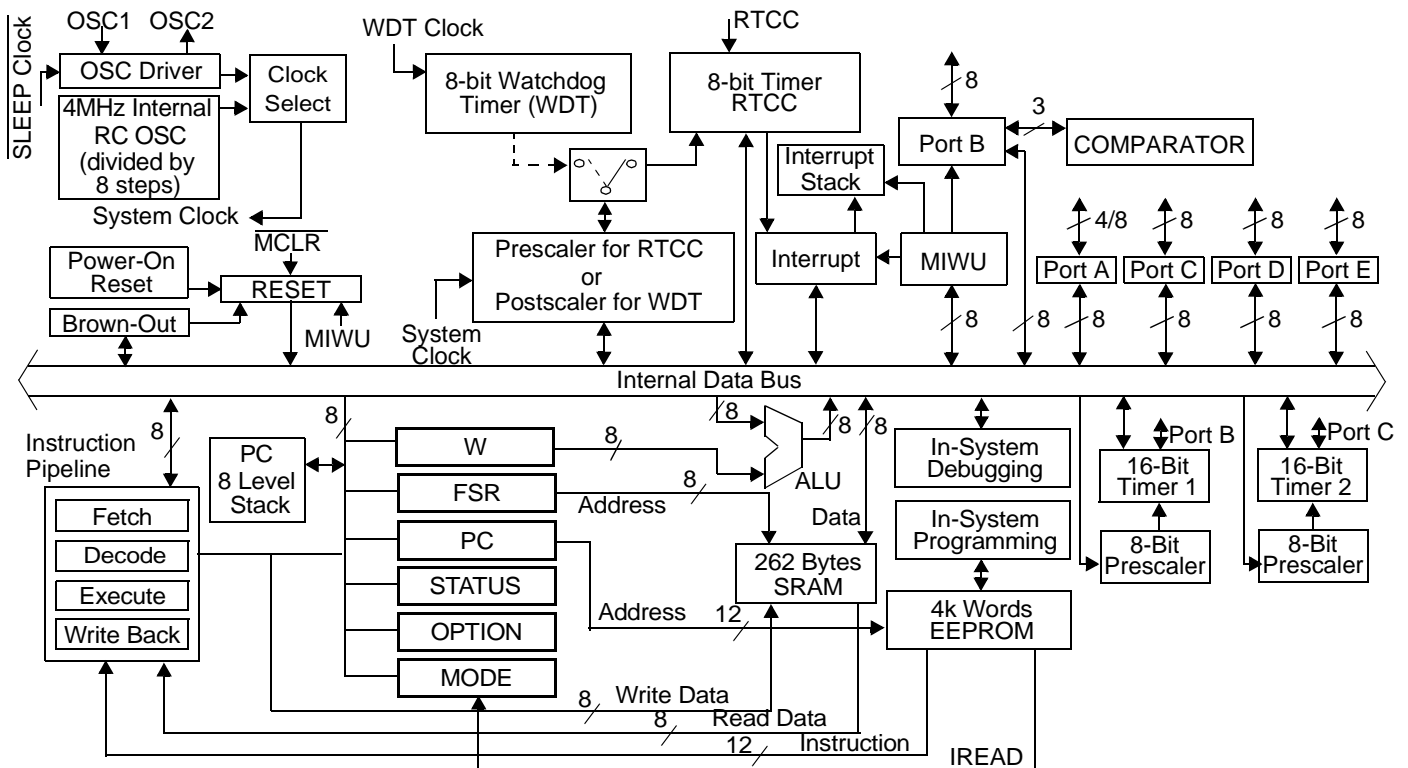 OSC1
OSC2
SLEEP Clock
OSC Driver
4MHz Internal
RC OSC
(divided by
8 steps)
Clock
Select
System Clock
WDT Clock
8-bit Watchdog
Timer (WDT)
RTCC
8-bit Timer
RTCC
8
Port B
3
COMPARATOR
Interrupt
Stack
Prescaler for RTCC
or
Postscaler for WDT
System
Clock
Interrupt
MIWU
8
8
MCLR
Power-On
Reset
RESET
Brown-Out
MIWU
4/8
8
8
8
Port A
Port C
Port D
Port E
8
8
8
8
Internal Data Bus
Instruction
Pipeline
8
Fetch
Decode
Execute
Write Back
PC
8 Level
Stack
8
W
FSR
PC
STATUS
OPTION
MODE
8
8
Address
8
8
8
ALU
Data
262 Bytes
SRAM
In-System
Debugging
In-System
Programming
4k Words
EEPROM
Address
12
Port B
16-Bit
Timer 1
8-Bit
Prescaler
Port C
16-Bit
Timer 2
8-Bit
Prescaler
8
Write Data
8
Read Data
12
Instruction
IREAD